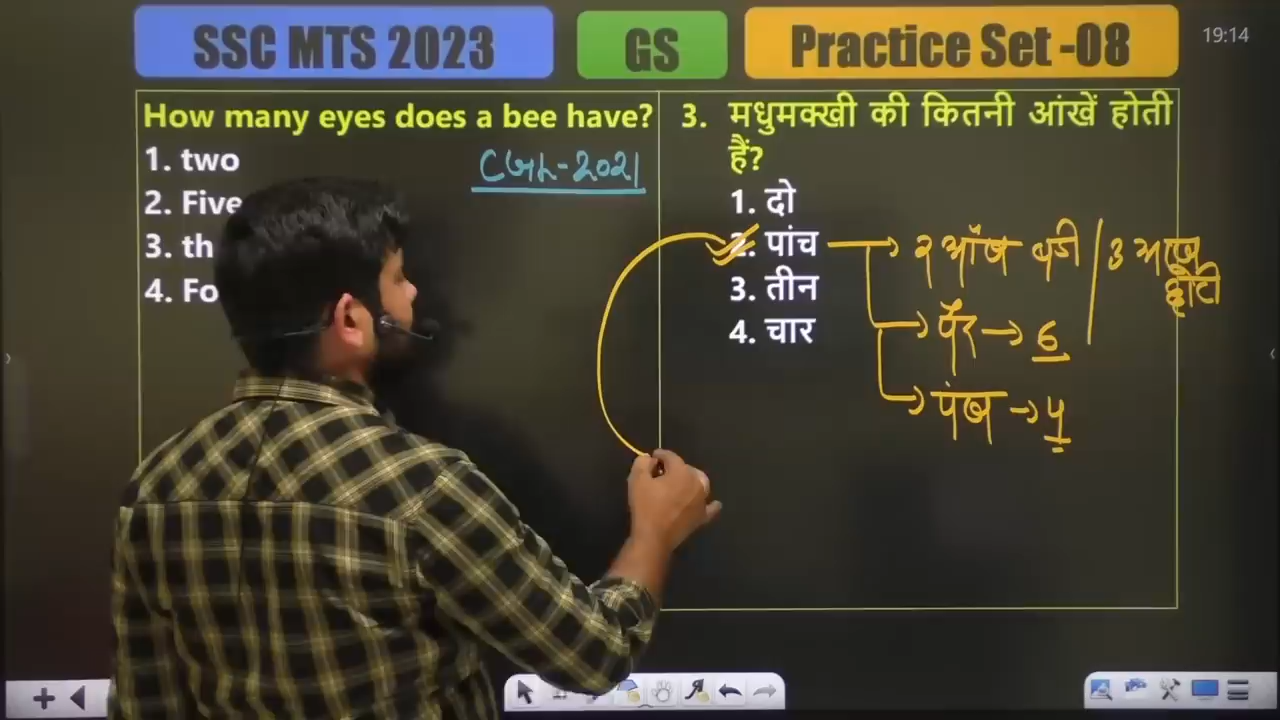 SSC MTS 2023
GS
Practice Set -08
19:14
How many eyes does a bee have?
1. two
2. Five
3. th
4. Fo
CGL-2021
3. मधुमक्खी की कितनी आंखें होती
हैं?
1. दो
2. पांच
3. तीन
4. चार
२ आँख बडी / 3 आँख
छोटी
पैर → 6
पंख → 4